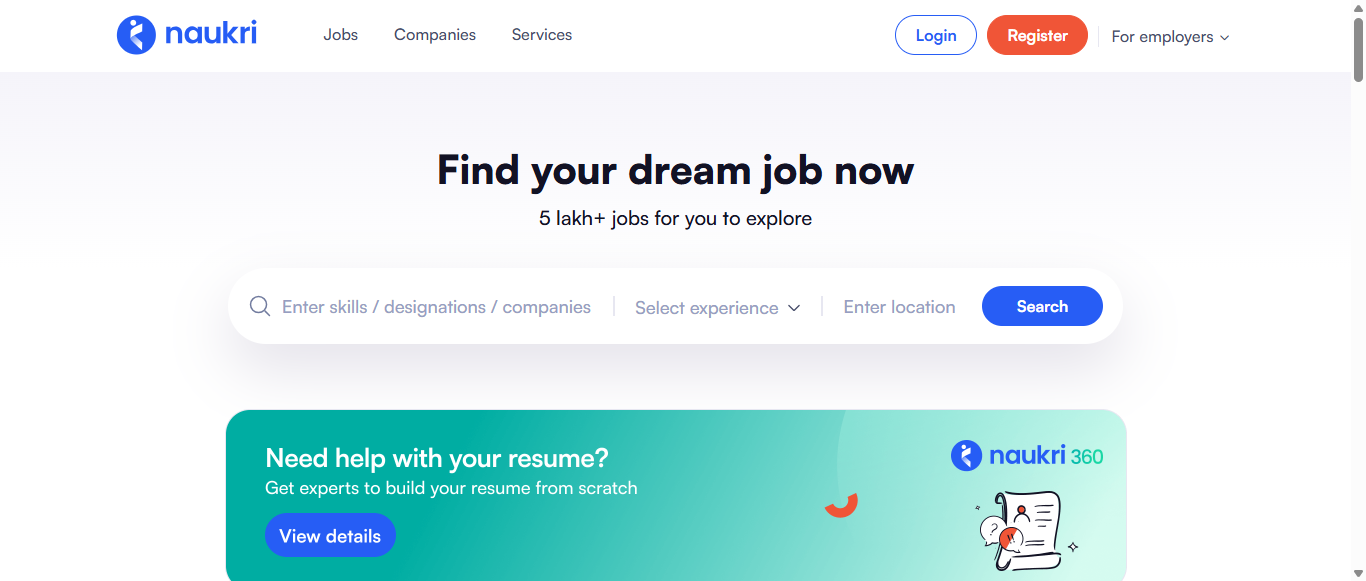 naukri
Jobs
Companies
Services
Login
Register
For employers
Find your dream job now
5 lakh+ jobs for you to explore
Enter skills / designations / companies
Select experience
Enter location
Search
Need help with your resume?
Get experts to build your resume from scratch
View details
naukri 360
?